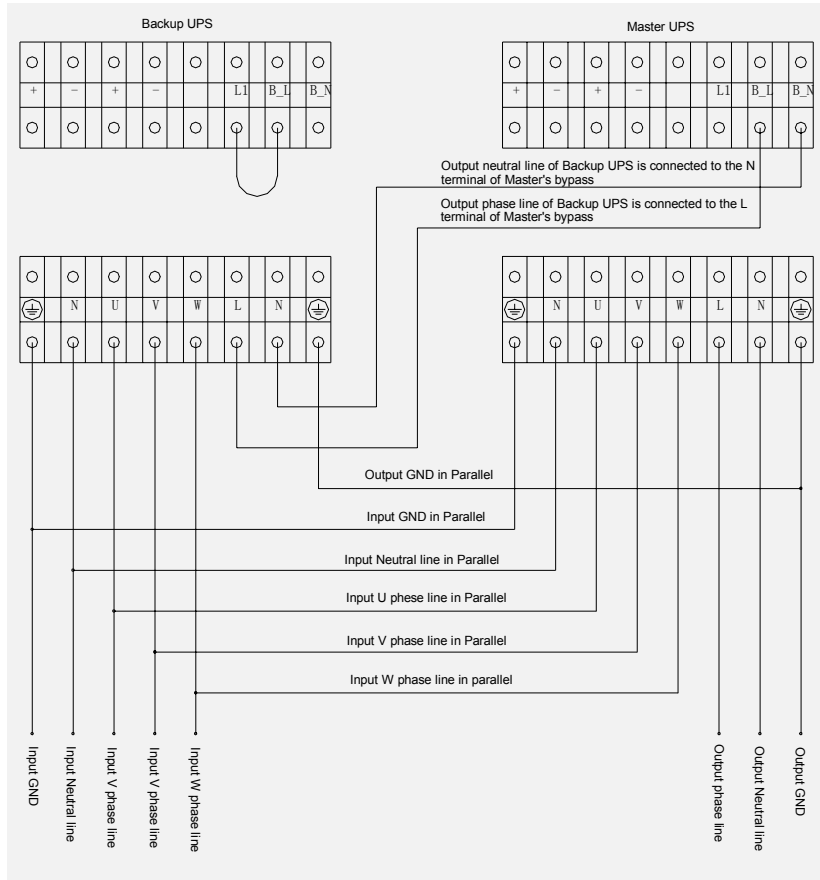 Backup UPS
Master UPS
+ - + - L1 B_L B_N
+ - + - L1 B_L B_N
Output neutral line of Backup UPS is connected to the N
terminal of Master's bypass
Output phase line of Backup UPS is connected to the L
terminal of Master's bypass
N U V W L N
N U V W L N
Output GND in Parallel
Input GND in Parallel
Input Neutral line in Parallel
Input U phese line in Parallel
Input V phase line in Parallel
Input W phase line in parallel
Input GND
Input Neutral line
Input V phase line
Input V phase line
Input W phase line
Output phase line
Output Neutral line
Output GND